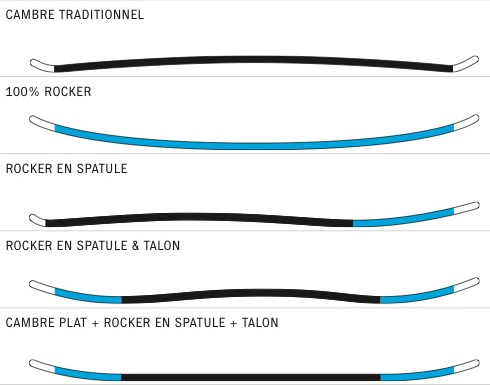 CAMBRE TRADITIONNEL
100% ROCKER
ROCKER EN SPATULE
ROCKER EN SPATULE & TALON
CAMBRE PLAT + ROCKER EN SPATULE + TALON